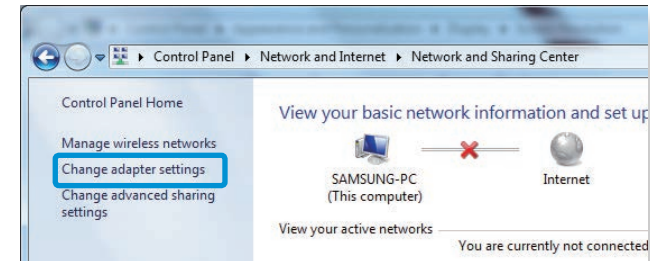 Control Panel ▸ Network and Internet ▸ Network and Sharing Center
Control Panel Home
Manage wireless networks
Change adapter settings
Change advanced sharing
settings
View your basic network information and set up
SAMSUNG-PC
(This computer)
Internet
View your active networks
You are currently not connected